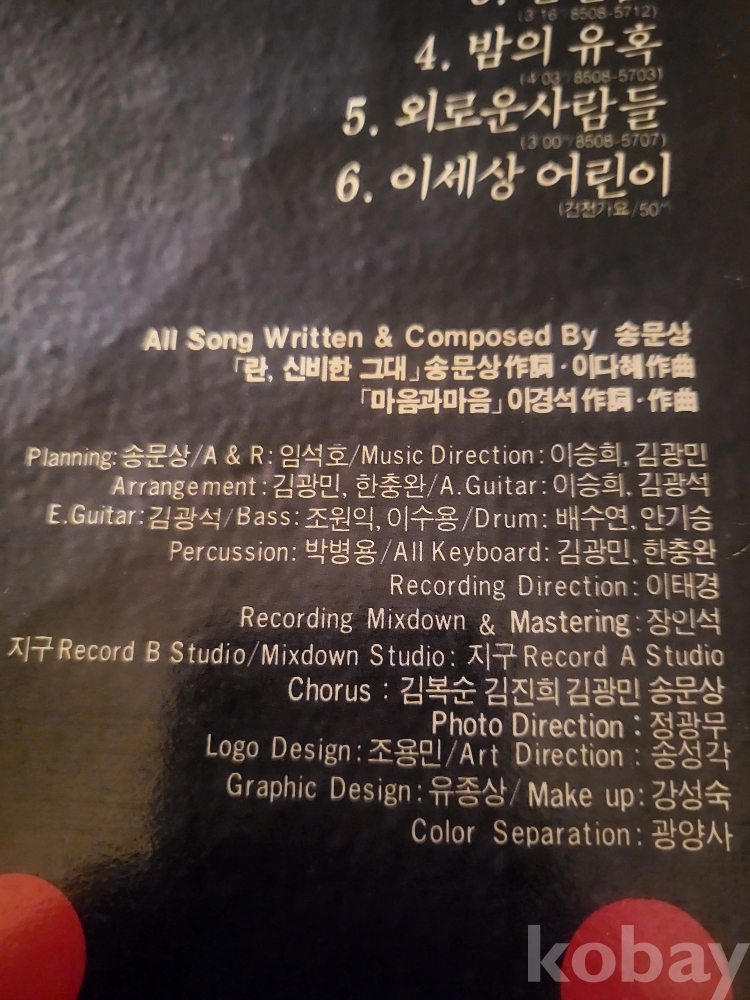 (3'16" 8508-5712)
4. 밤의 유혹
(4'03" 8508-5703)
5. 외로운사람들
(3'00"/8508-5707)
6. 이세상 어린이
(건전가요/50")
All Song Written & Composed By 송문상
「란, 신비한 그대」송문상作詞·이다혜作曲
「마음과마음」이경석作詞·作曲
Planning:송문상/A & R:임석호/Music Direction:이승희, 김광민
Arrangement:김광민, 한충완/A.Guitar:이승희, 김광석
E.Guitar:김광석/Bass:조원익, 이수용/Drum:배수연, 안기승
Percussion:박병용/All Keyboard:김광민, 한충완
Recording Direction:이태경
Recording Mixdown & Mastering:장인석
지구Record B Studio/Mixdown Studio:지구Record A Studio
Chorus : 김복순 김진희 김광민 송문상
Photo Direction : 정광무
Logo Design:조용민/Art Direction : 송성각
Graphic Design:유종상/Make up:강성숙
Color Separation:광양사
kobay